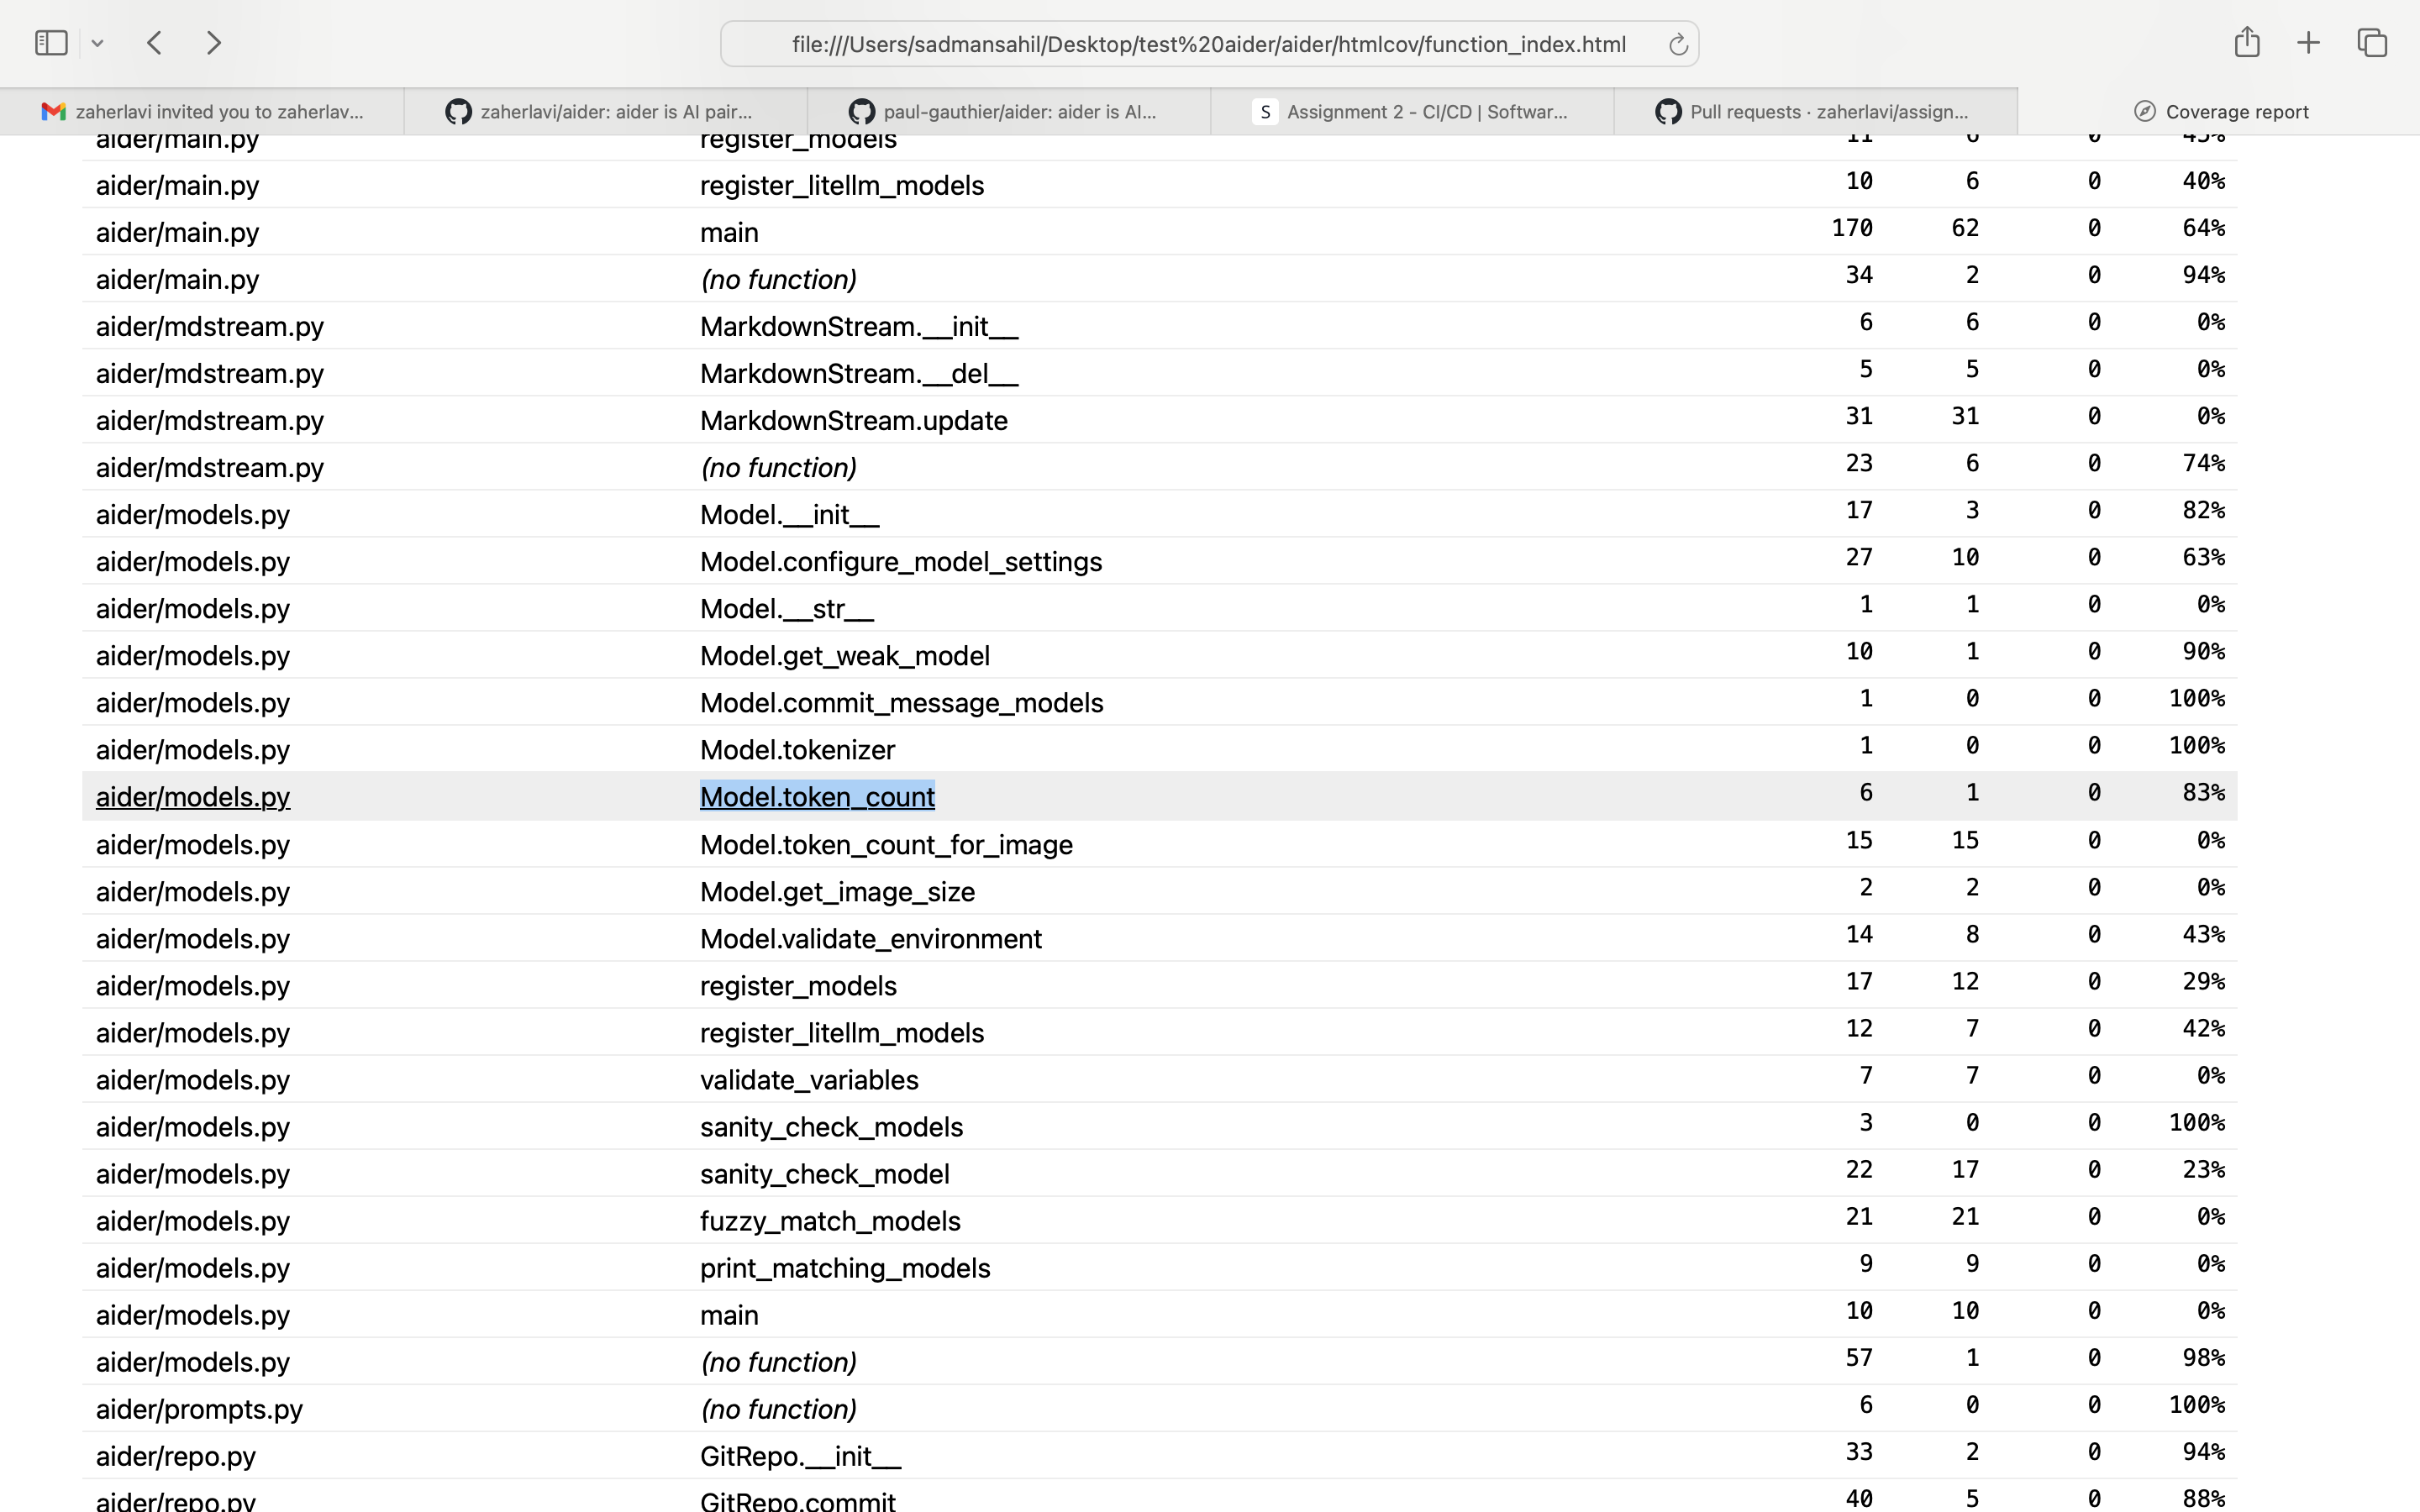 file:///Users/sadmansahil/Desktop/test%20aider/aider/htmlcov/function_index.html
zaherlavi invited you to zaherlav... zaherlavi/aider: aider is AI pair... paul-gauthier/aider: aider is AI... S Assignment 2 - CI/CD | Softwar... Pull requests · zaherlavi/assign... Coverage report
aider/main.py register_models 11 6 0 45%
aider/main.py register_litellm_models 10 6 0 40%
aider/main.py main 170 62 0 64%
aider/main.py (no function) 34 2 0 94%
aider/mdstream.py MarkdownStream.__init__ 6 6 0 0%
aider/mdstream.py MarkdownStream.__del__ 5 5 0 0%
aider/mdstream.py MarkdownStream.update 31 31 0 0%
aider/mdstream.py (no function) 23 6 0 74%
aider/models.py Model.__init__ 17 3 0 82%
aider/models.py Model.configure_model_settings 27 10 0 63%
aider/models.py Model.__str__ 1 1 0 0%
aider/models.py Model.get_weak_model 10 1 0 90%
aider/models.py Model.commit_message_models 1 0 0 100%
aider/models.py Model.tokenizer 1 0 0 100%
aider/models.py Model.token_count 6 1 0 83%
aider/models.py Model.token_count_for_image 15 15 0 0%
aider/models.py Model.get_image_size 2 2 0 0%
aider/models.py Model.validate_environment 14 8 0 43%
aider/models.py register_models 17 12 0 29%
aider/models.py register_litellm_models 12 7 0 42%
aider/models.py validate_variables 7 7 0 0%
aider/models.py sanity_check_models 3 0 0 100%
aider/models.py sanity_check_model 22 17 0 23%
aider/models.py fuzzy_match_models 21 21 0 0%
aider/models.py print_matching_models 9 9 0 0%
aider/models.py main 10 10 0 0%
aider/models.py (no function) 57 1 0 98%
aider/prompts.py (no function) 6 0 0 100%
aider/repo.py GitRepo.__init__ 33 2 0 94%
aider/repo.py GitRepo.commit 40 5 0 88%